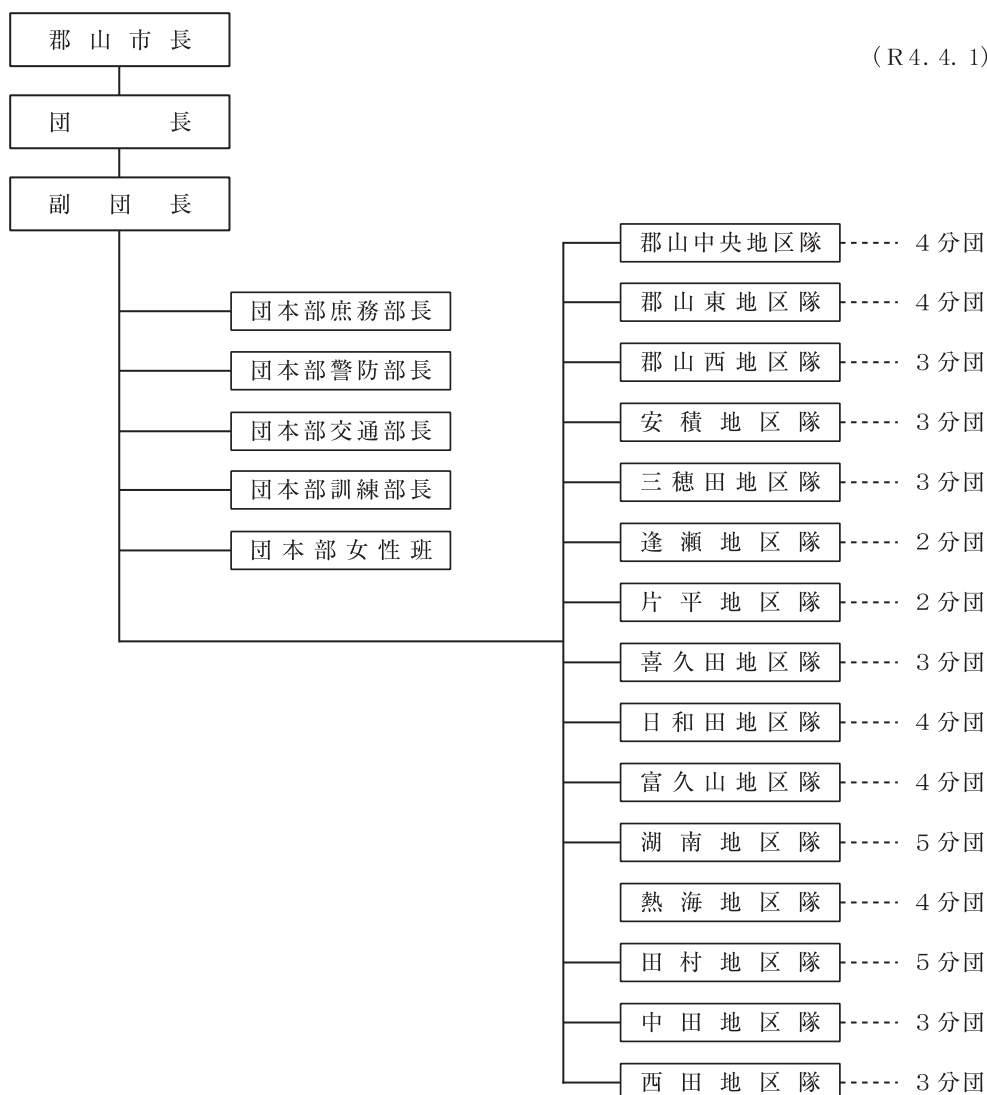 郡山市長
(R4.4.1)
団長
副団長
団本部庶務部長
団本部警防部長
団本部交通部長
団本部訓練部長
団本部女性班
郡山中央地区隊 4分団
郡山東地区隊 4分団
郡山西地区隊 3分団
安積地区隊 3分団
三穂田地区隊 3分団
逢瀬地区隊 2分団
片平地区隊 2分団
喜久田地区隊 3分団
日和田地区隊 4分団
富久山地区隊 4分団
湖南地区隊 5分団
熱海地区隊 4分団
田村地区隊 5分団
中田地区隊 3分団
西田地区隊 3分団